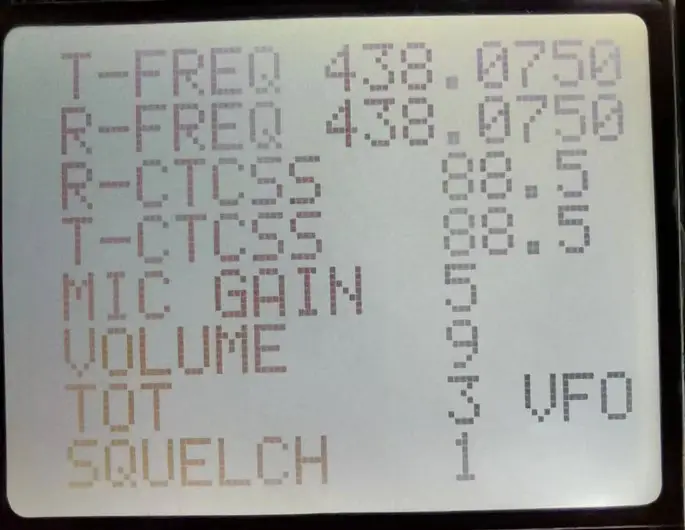 T-FREQ 438.0750
R-FREQ 438.0750
R-CTCSS 88.5
T-CTCSS 88.5
MIC GAIN 5
VOLUME 9
TOT 3 VFO
SQUELCH 1